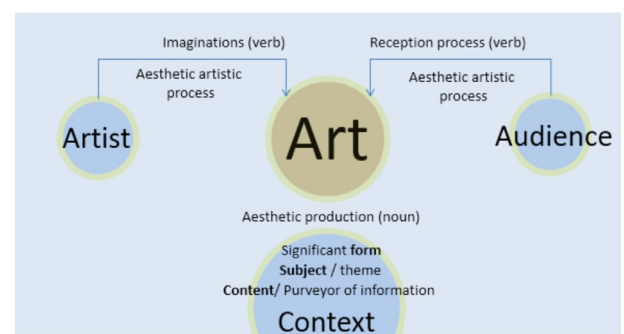 Imaginations (verb)
Reception process (verb)
Aesthetic artistic
process
Aesthetic artistic
process
Artist
Art
Audience
Aesthetic production (noun)
Significant form
Subject / theme
Content/ Purveyor of information
Context